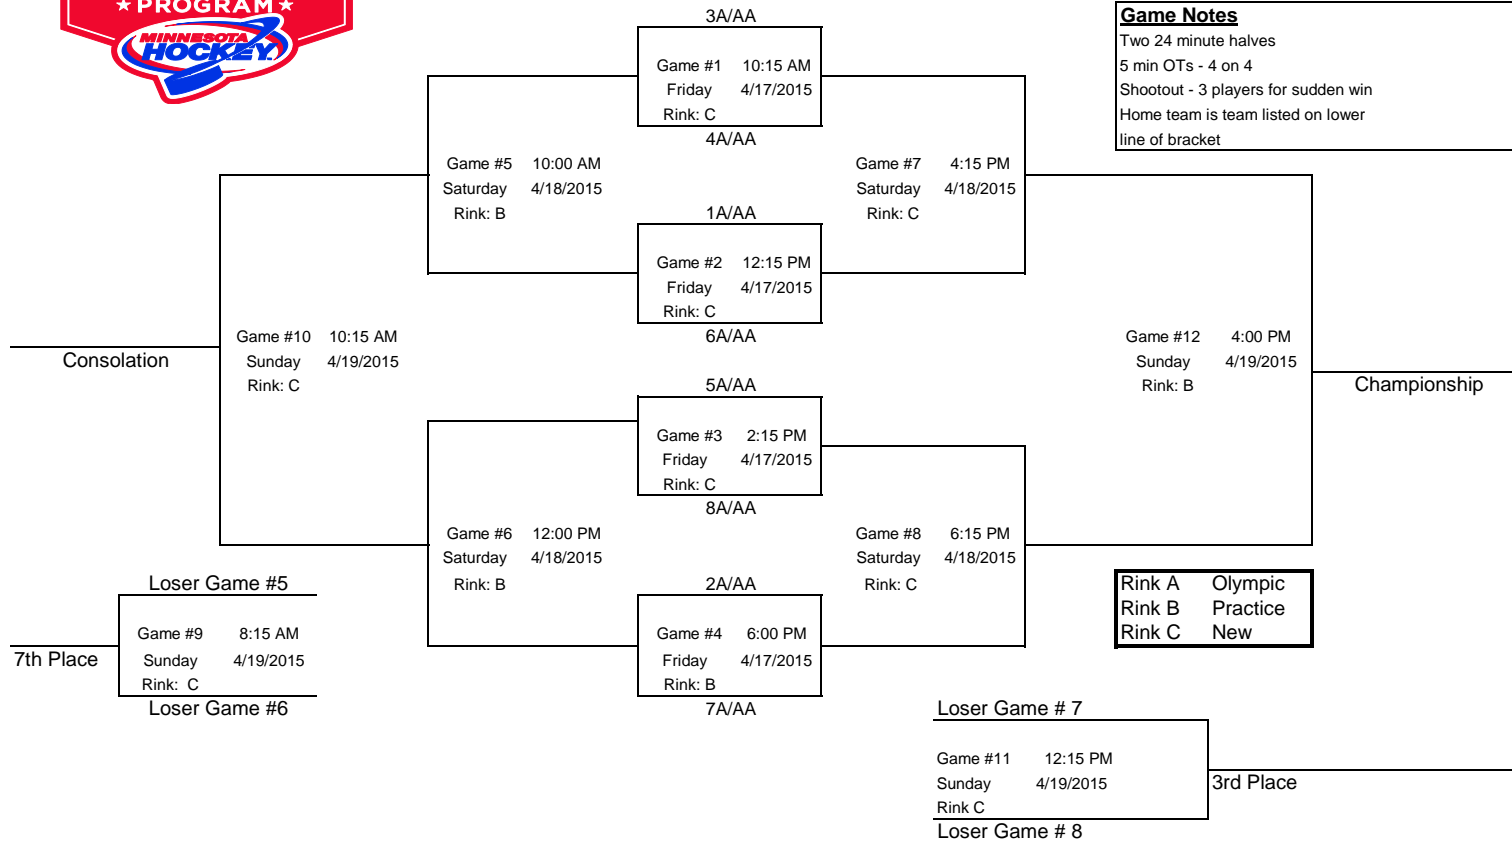 ★ PROGRAM ★
MINNESOTA
HOCKEY
3A/AA
Game #1 10:15 AM
Friday 4/17/2015
Rink: C
4A/AA
Game Notes
Two 24 minute halves
5 min OTs - 4 on 4
Shootout - 3 players for sudden win
Home team is team listed on lower
line of bracket
Game #5 10:00 AM
Saturday 4/18/2015
Rink: B
Game #7 4:15 PM
Saturday 4/18/2015
Rink: C
1A/AA
Game #2 12:15 PM
Friday 4/17/2015
Rink: C
6A/AA
Game #10 10:15 AM
Sunday 4/19/2015
Rink: C
Consolation
Game #12 4:00 PM
Sunday 4/19/2015
Rink: B
Championship
5A/AA
Game #3 2:15 PM
Friday 4/17/2015
Rink: C
8A/AA
Game #6 12:00 PM
Saturday 4/18/2015
Rink: B
Game #8 6:15 PM
Saturday 4/18/2015
Rink: C
2A/AA
Game #4 6:00 PM
Friday 4/17/2015
Rink: B
7A/AA
Rink A Olympic
Rink B Practice
Rink C New
Loser Game #5
Game #9 8:15 AM
Sunday 4/19/2015
Rink: C
7th Place
Loser Game #6
Loser Game # 7
Game #11 12:15 PM
Sunday 4/19/2015
Rink C
3rd Place
Loser Game # 8